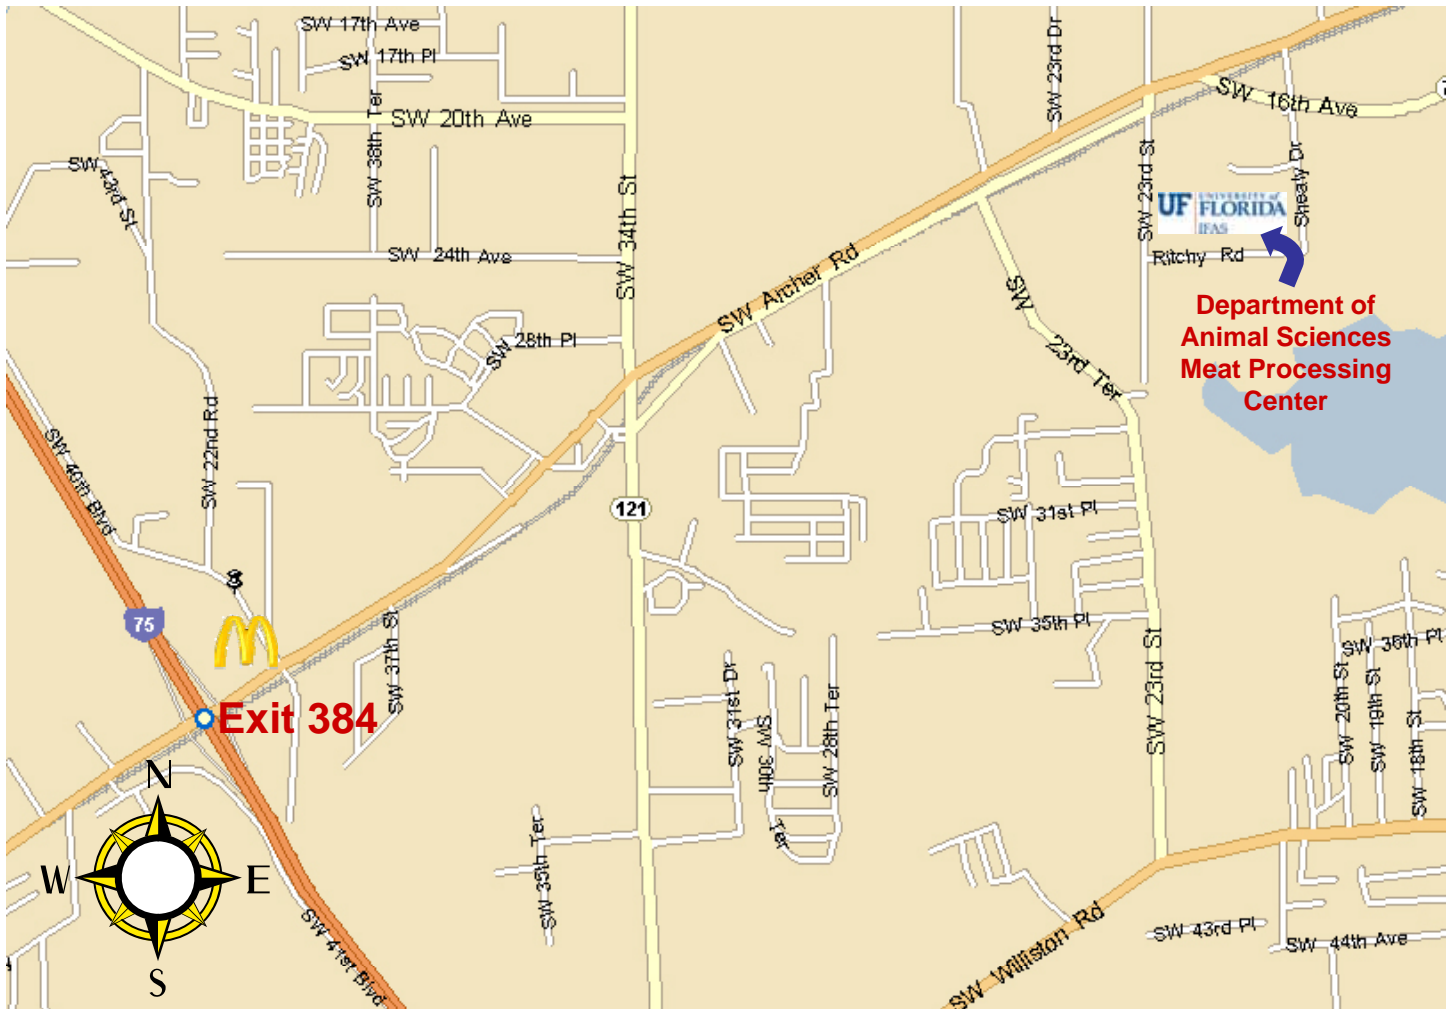 SW 17th Ave
SW 17th Pl
SW 23rd Dr
SW 16th Ave
SW 20th Ave
SW 38th Ter
SW 43rd St
SW 34th St
SW 23rd St
Shealy Dr
UF UNIVERSITY of
FLORIDA
IFAS
SW 24th Ave
SW Archer Rd
Ritchy Rd
Department of
Animal Sciences
Meat Processing
Center
SW 28th Pl
SW 23rd Ter
SW 22nd Rd
SW 40th Blvd
121
SW 31st Pl
75
SW 37th St
SW 35th Pl
SW 36th Pl
Exit 384
SW 31st Dr
SW 30th Ter
SW 28th Ter
SW 23rd St
SW 20th St
SW 19th St
SW 18th St
N
W
E
S
SW 35th Ter
SW 41st Blvd
SW Williston Rd
SW 43rd Pl
SW 44th Ave